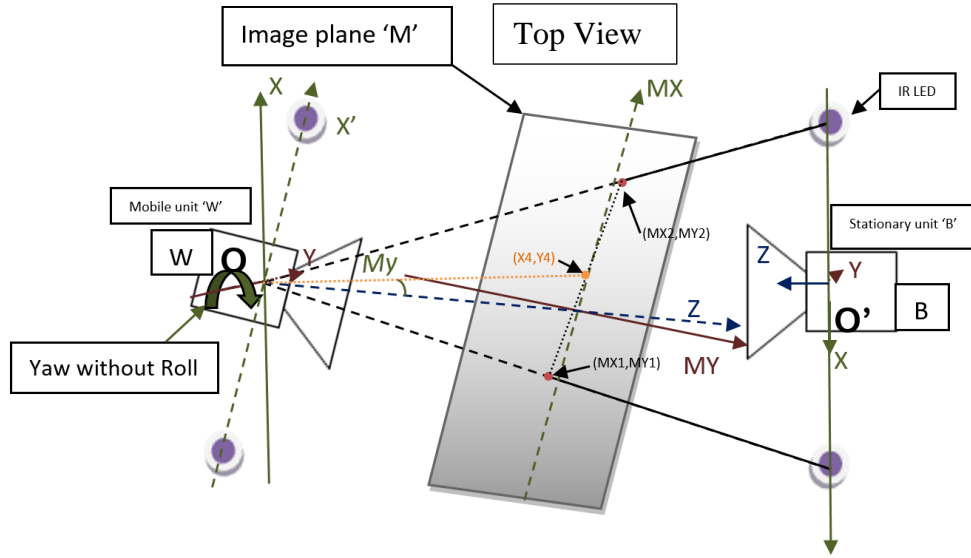 Image plane ‘M’
Top View
X
X’
MX
IR LED
Mobile unit ‘W’
(MX2,MY2)
Stationary unit ‘B’
W
O
Y
My
(X4,Y4)
Z
Y
Z
O’
B
Yaw without Roll
(MX1,MY1)
MY
X